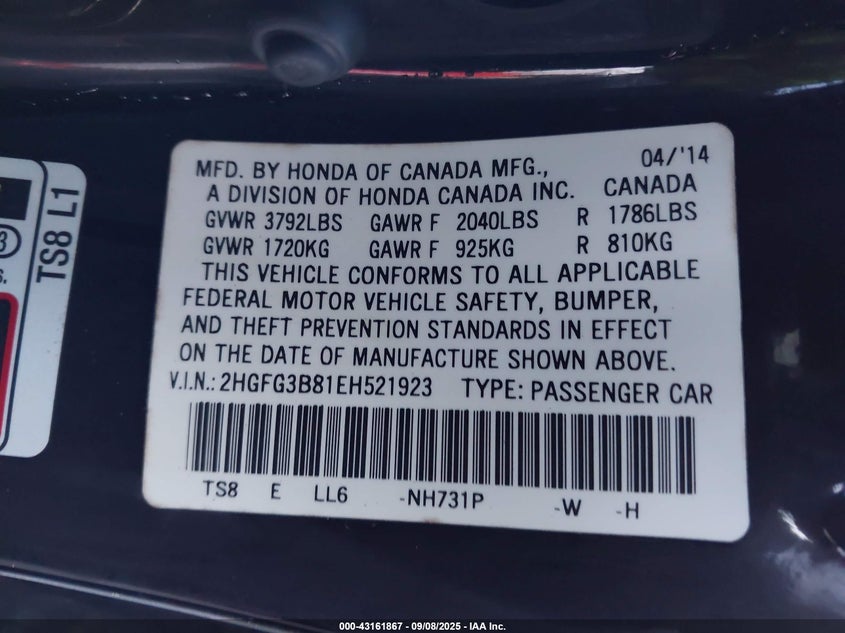 MFD. BY HONDA OF CANADA MFG., 04/'14
A DIVISION OF HONDA CANADA INC. CANADA
GVWR 3792LBS GAWR F 2040LBS R 1786LBS
GVWR 1720KG GAWR F 925KG R 810KG
THIS VEHICLE CONFORMS TO ALL APPLICABLE
FEDERAL MOTOR VEHICLE SAFETY, BUMPER,
AND THEFT PREVENTION STANDARDS IN EFFECT
ON THE DATE OF MANUFACTURE SHOWN ABOVE.
V.I.N.: 2HGFG3B81EH521923 TYPE: PASSENGER CAR
TS8 E LL6 -NH731P -W -H
TS8 L1
000-43161867 - 09/08/2025 - IAA Inc.